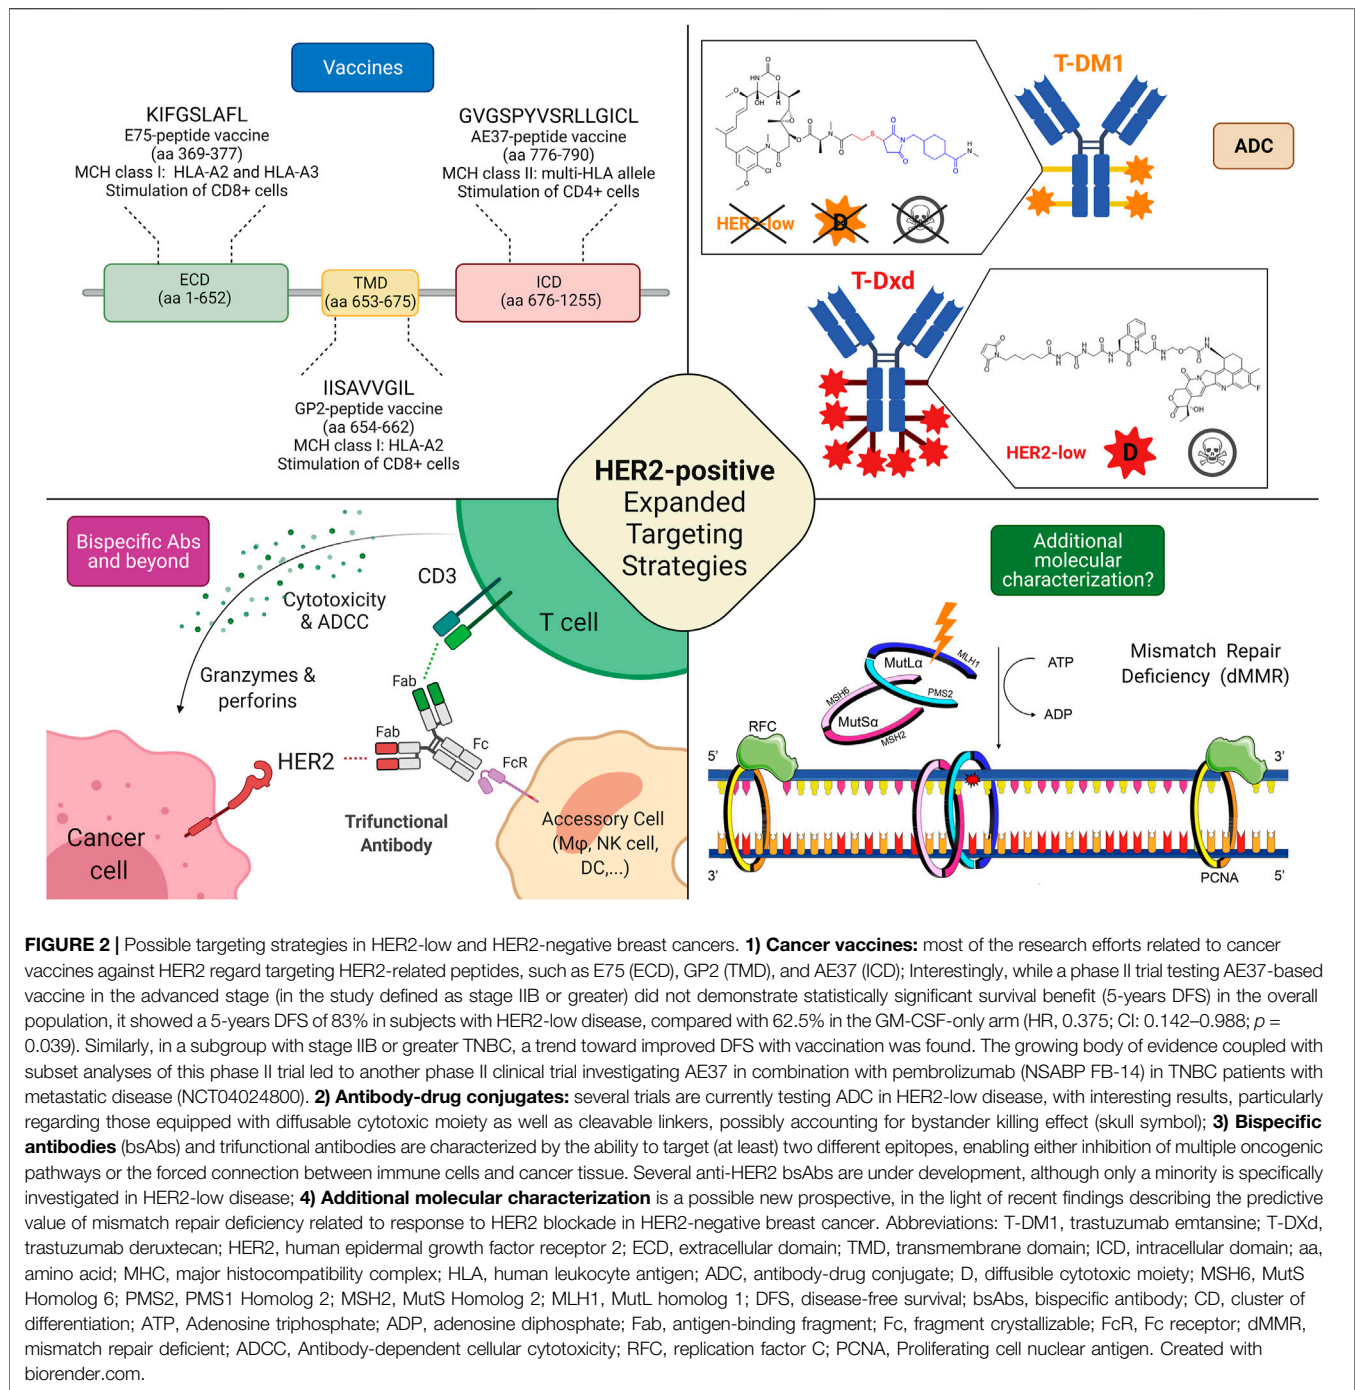 Vaccines
KIFGSLAFL
E75-peptide vaccine
(aa 369-377)
MCH class I: HLA-A2 and HLA-A3
Stimulation of CD8+ cells
GVGSPYVSRLLGICL
AE37-peptide vaccine
(aa 776-790)
MCH class II: multi-HLA allele
Stimulation of CD4+ cells
ECD
(aa 1-652)
TMD
(aa 653-675)
ICD
(aa 676-1255)
IISAVVGIL
GP2-peptide vaccine
(aa 654-662)
MCH class I: HLA-A2
Stimulation of CD8+ cells
T-DM1
ADC
HER2-low
D
T-Dxd
HER2-low
D
HER2-positive
Expanded
Targeting
Strategies
Bispecific Abs
and beyond
CD3
T cell
Cytotoxicity
& ADCC
Granzymes &
perforins
Fab
Fab
Fc
FcR
HER2
Cancer
cell
Trifunctional
Antibody
Accessory Cell
(Mφ, NK cell,
DC,...)
Additional
molecular
characterization?
Mismatch Repair
Deficiency (dMMR)
MutLα
MLH1
PMS2
MSH6
MutSα
MSH2
ATP
ADP
RFC
5'
3'
3'
5'
PCNA
FIGURE 2 | Possible targeting strategies in HER2-low and HER2-negative breast cancers. 1) Cancer vaccines: most of the research efforts related to cancer
vaccines against HER2 regard targeting HER2-related peptides, such as E75 (ECD), GP2 (TMD), and AE37 (ICD); Interestingly, while a phase II trial testing AE37-based
vaccine in the advanced stage (in the study defined as stage IIB or greater) did not demonstrate statistically significant survival benefit (5-years DFS) in the overall
population, it showed a 5-years DFS of 83% in subjects with HER2-low disease, compared with 62.5% in the GM-CSF-only arm (HR, 0.375; CI: 0.142–0.988; p =
0.039). Similarly, in a subgroup with stage IIB or greater TNBC, a trend toward improved DFS with vaccination was found. The growing body of evidence coupled with
subset analyses of this phase II trial led to another phase II clinical trial investigating AE37 in combination with pembrolizumab (NSABP FB-14) in TNBC patients with
metastatic disease (NCT04024800). 2) Antibody-drug conjugates: several trials are currently testing ADC in HER2-low disease, with interesting results, particularly
regarding those equipped with diffusable cytotoxic moiety as well as cleavable linkers, possibly accounting for bystander killing effect (skull symbol); 3) Bispecific
antibodies (bsAbs) and trifunctional antibodies are characterized by the ability to target (at least) two different epitopes, enabling either inhibition of multiple oncogenic
pathways or the forced connection between immune cells and cancer tissue. Several anti-HER2 bsAbs are under development, although only a minority is specifically
investigated in HER2-low disease; 4) Additional molecular characterization is a possible new prospective, in the light of recent findings describing the predictive
value of mismatch repair deficiency related to response to HER2 blockade in HER2-negative breast cancer. Abbreviations: T-DM1, trastuzumab emtansine; T-DXd,
trastuzumab deruxtecan; HER2, human epidermal growth factor receptor 2; ECD, extracellular domain; TMD, transmembrane domain; ICD, intracellular domain; aa,
amino acid; MHC, major histocompatibility complex; HLA, human leukocyte antigen; ADC, antibody-drug conjugate; D, diffusible cytotoxic moiety; MSH6, MutS
Homolog 6; PMS2, PMS1 Homolog 2; MSH2, MutS Homolog 2; MLH1, MutL homolog 1; DFS, disease-free survival; bsAbs, bispecific antibody; CD, cluster of
differentiation; ATP, Adenosine triphosphate; ADP, adenosine diphosphate; Fab, antigen-binding fragment; Fc, fragment crystallizable; FcR, Fc receptor; dMMR,
mismatch repair deficient; ADCC, Antibody-dependent cellular cytotoxicity; RFC, replication factor C; PCNA, Proliferating cell nuclear antigen. Created with
biorender.com.